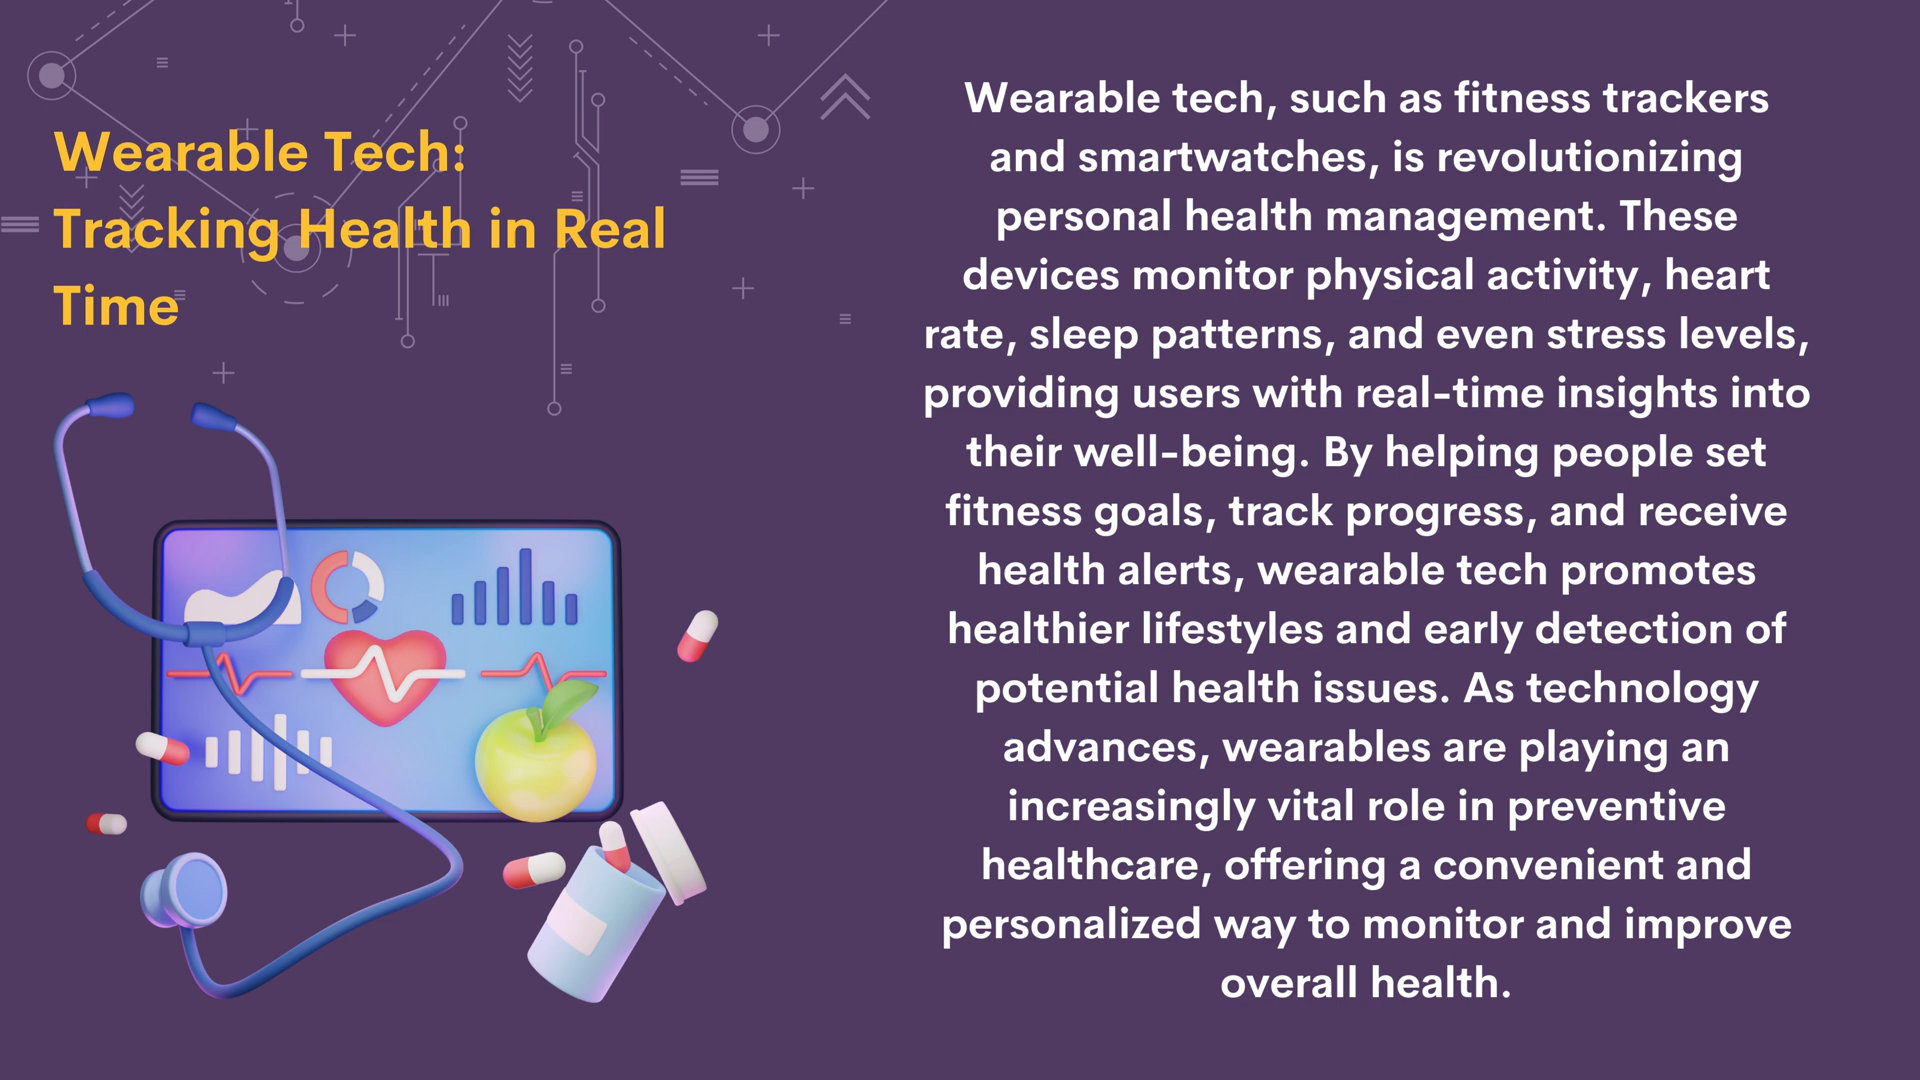 Wearable Tech:
Tracking Health in Real
Time
Wearable tech, such as fitness trackers
and smartwatches, is revolutionizing
personal health management. These
devices monitor physical activity, heart
rate, sleep patterns, and even stress levels,
providing users with real-time insights into
their well-being. By helping people set
fitness goals, track progress, and receive
health alerts, wearable tech promotes
healthier lifestyles and early detection of
potential health issues. As technology
advances, wearables are playing an
increasingly vital role in preventive
healthcare, offering a convenient and
personalized way to monitor and improve
overall health.